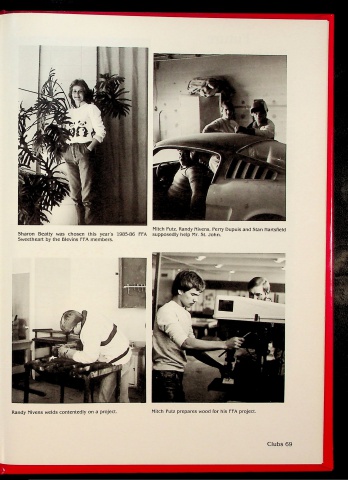 Sharon Beaty was chosen this year's 1985-86 FFA
Sweetheart by the Blevins FFA members.
Mitch Futz, Randy Nivens, Perry Dupuis and Stan Hartsfield
supposedly help Mr. St. John.
Randy Nivens welds contentedly on a project.
Mitch Futz prepares wood for his FFA project.
Clubs 69